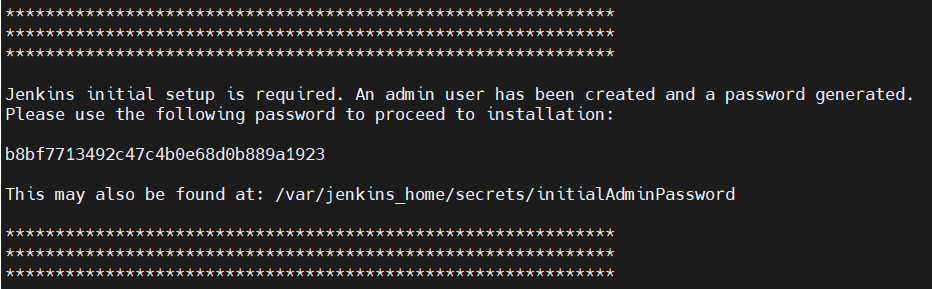 *************************************************************
*************************************************************
*************************************************************
Jenkins initial setup is required. An admin user has been created and a password generated.
Please use the following password to proceed to installation:
b8bf7713492c47c4b0e68d0b889a1923
This may also be found at: /var/jenkins_home/secrets/initialAdminPassword
*************************************************************
*************************************************************
*************************************************************